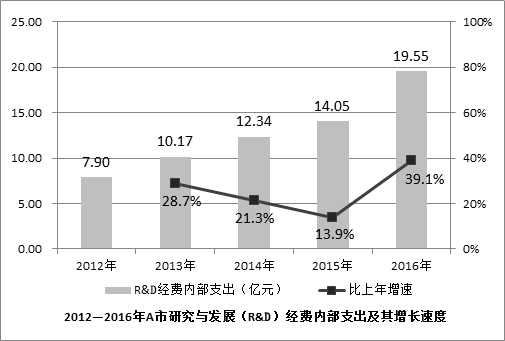 25.00
20.00
15.00
10.00
5.00
0.00
100%
80%
60%
40%
20%
0%
7.90
10.17
12.34
14.05
19.55
28.7%
21.3%
13.9%
39.1%
2012年
2013年
2014年
2015年
2016年
R&D经费内部支出（亿元）
比上年增速
2012—2016年A市研究与发展（R&D）经费内部支出及其增长速度